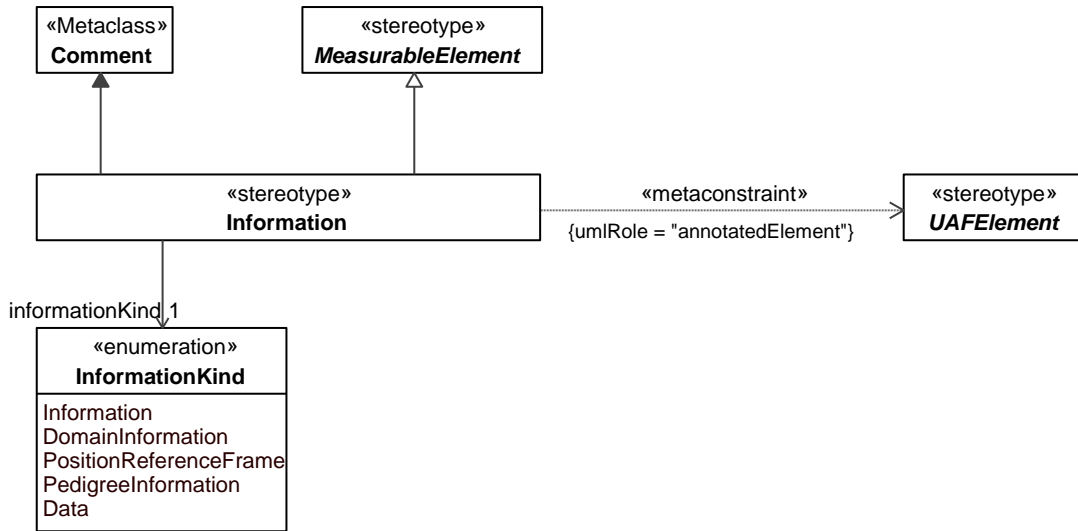 «Metaclass»
Comment
«stereotype»
MeasurableElement
«stereotype»
Information
«metaconstraint»
{umlRole = "annotatedElement"}
«stereotype»
UAFElement
informationKind 1
«enumeration»
InformationKind
Information
DomainInformation
PositionReferenceFrame
PedigreeInformation
Data